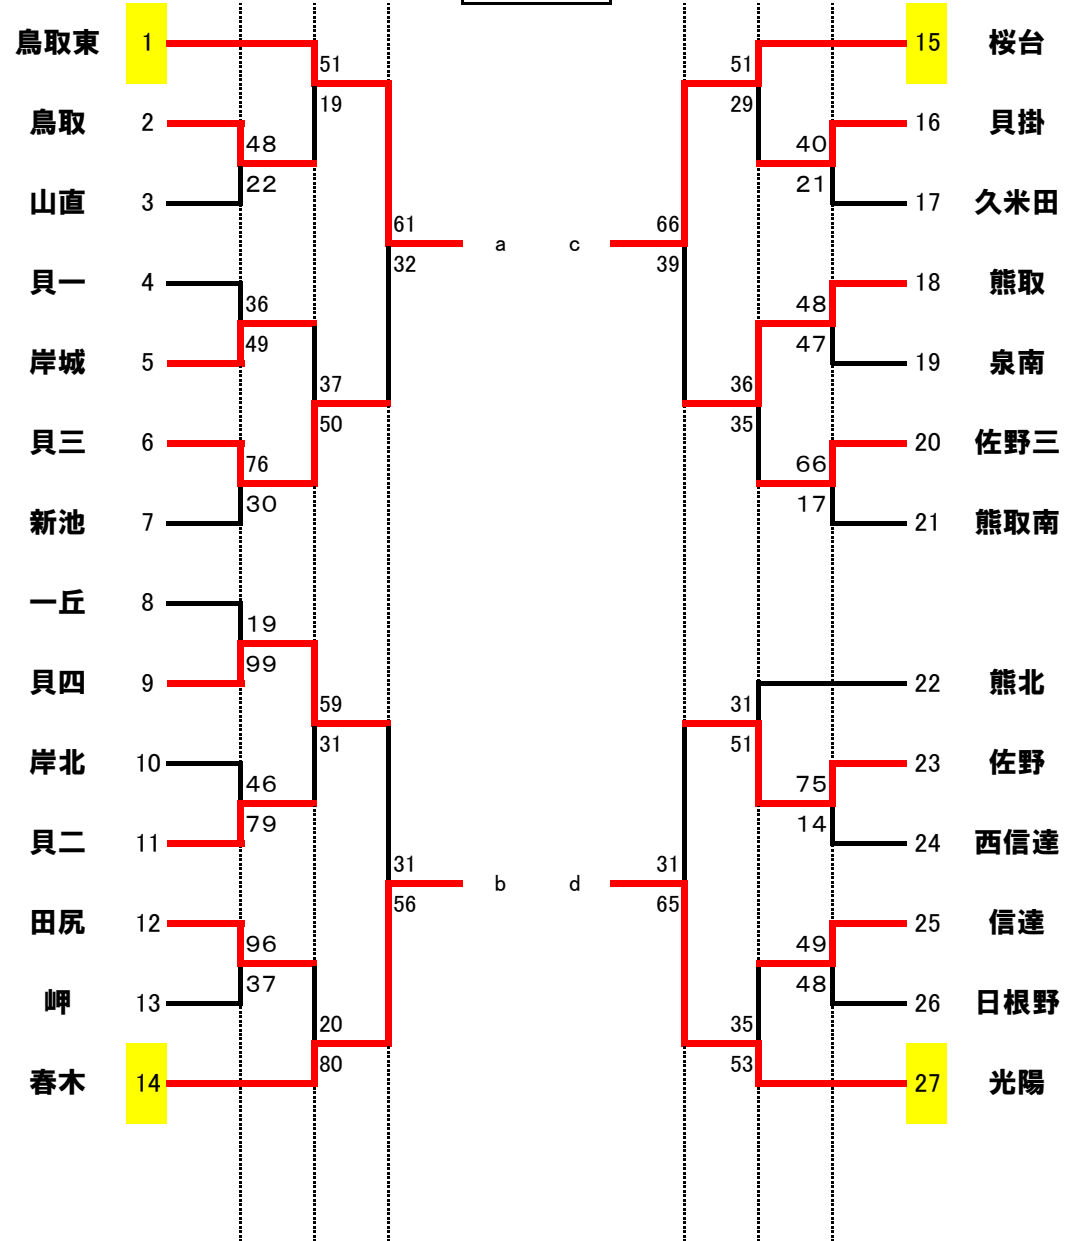 鳥取東 1 15 桜台
51 51
19 29
鳥取 2 16 貝掛
48 40
22 21
山直 3 17 久米田
61 66
a c
32 39
貝一 4 18 熊取
36 48
49 47
岸城 5 19 泉南
37 36
50 35
貝三 6 20 佐野三
76 66
30 17
新池 7 21 熊取南
一丘 8
19
99
貝四 9 22 熊北
59 31
31 51
岸北 10 23 佐野
46 75
79 14
貝二 11 24 西信達
31 31
b d
56 65
田尻 12 25 信達
96 49
37 48
岬 13 26 日根野
20 35
80 53
春木 14 27 光陽